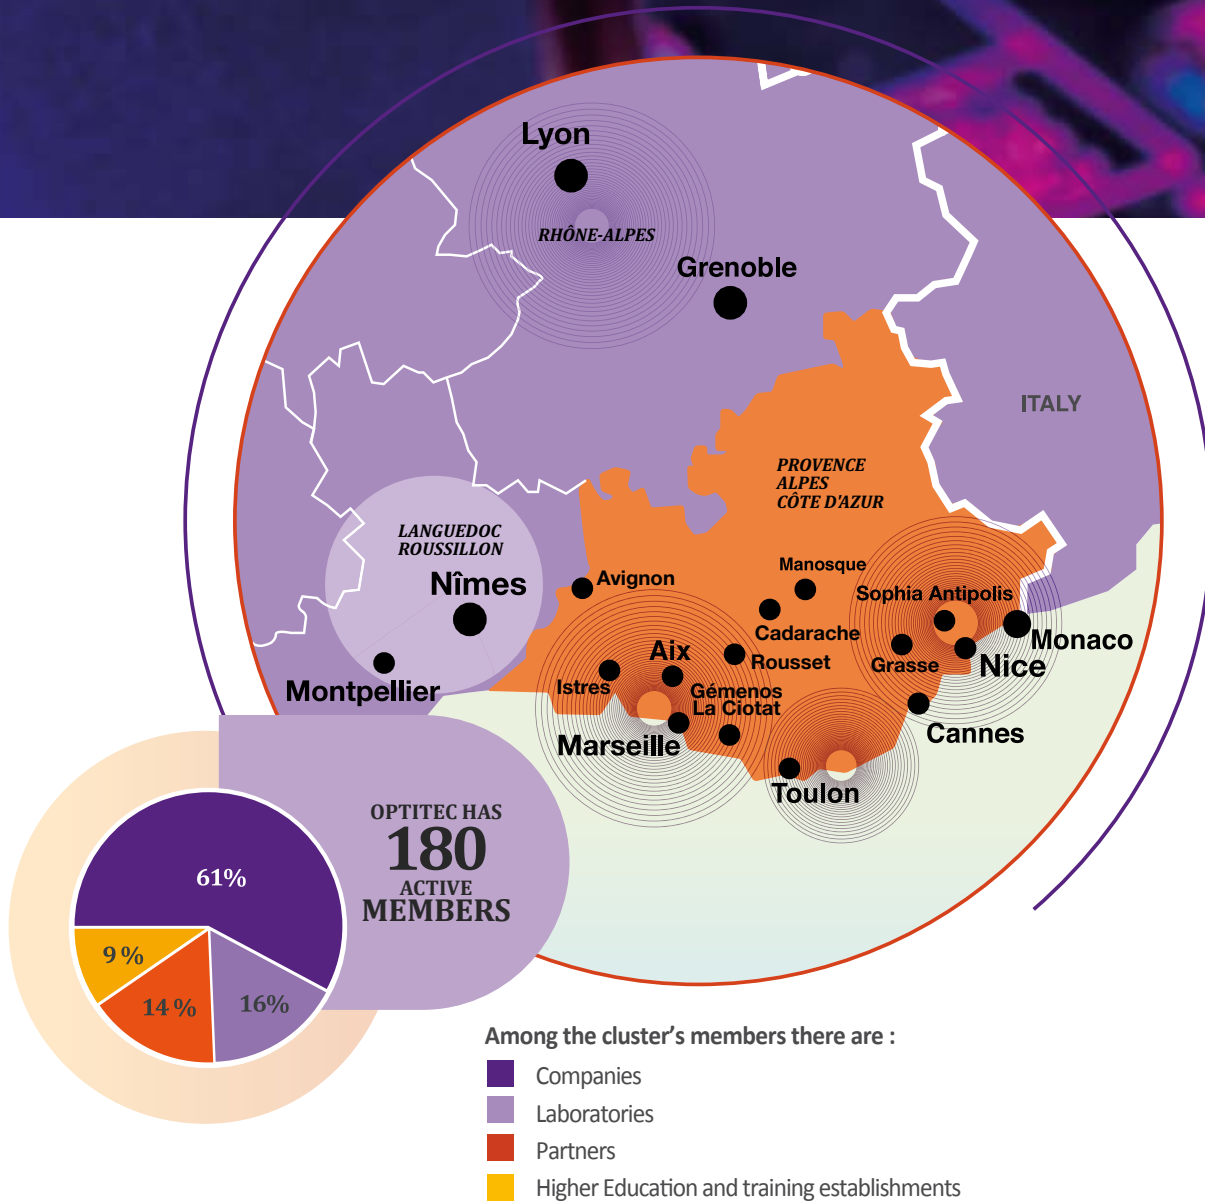 Lyon
RHÔNE-ALPES
Grenoble
ITALY
PROVENCE
ALPES
CÔTE D'AZUR
LANGUEDOC
ROUSSILLON
Nîmes
Avignon
Manosque
Sophia Antipolis
Cadarache
Monaco
Aix
Rousset
Grasse
Nice
Montpellier
Istres
Gémenos
La Ciotat
Marseille
Cannes
Toulon
OPTITEC HAS
180
ACTIVE
MEMBERS
61%
9 %
14 %
16%
Among the cluster’s members there are :
Companies
Laboratories
Partners
Higher Education and training establishments